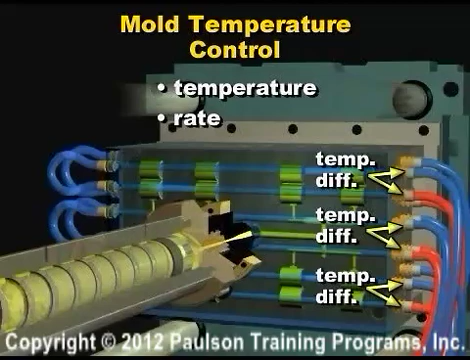 Mold Temperature
Control
• temperature
• rate
temp.
diff.
temp.
diff.
temp.
diff.
Copyright © 2012 Paulson Training Programs, Inc.